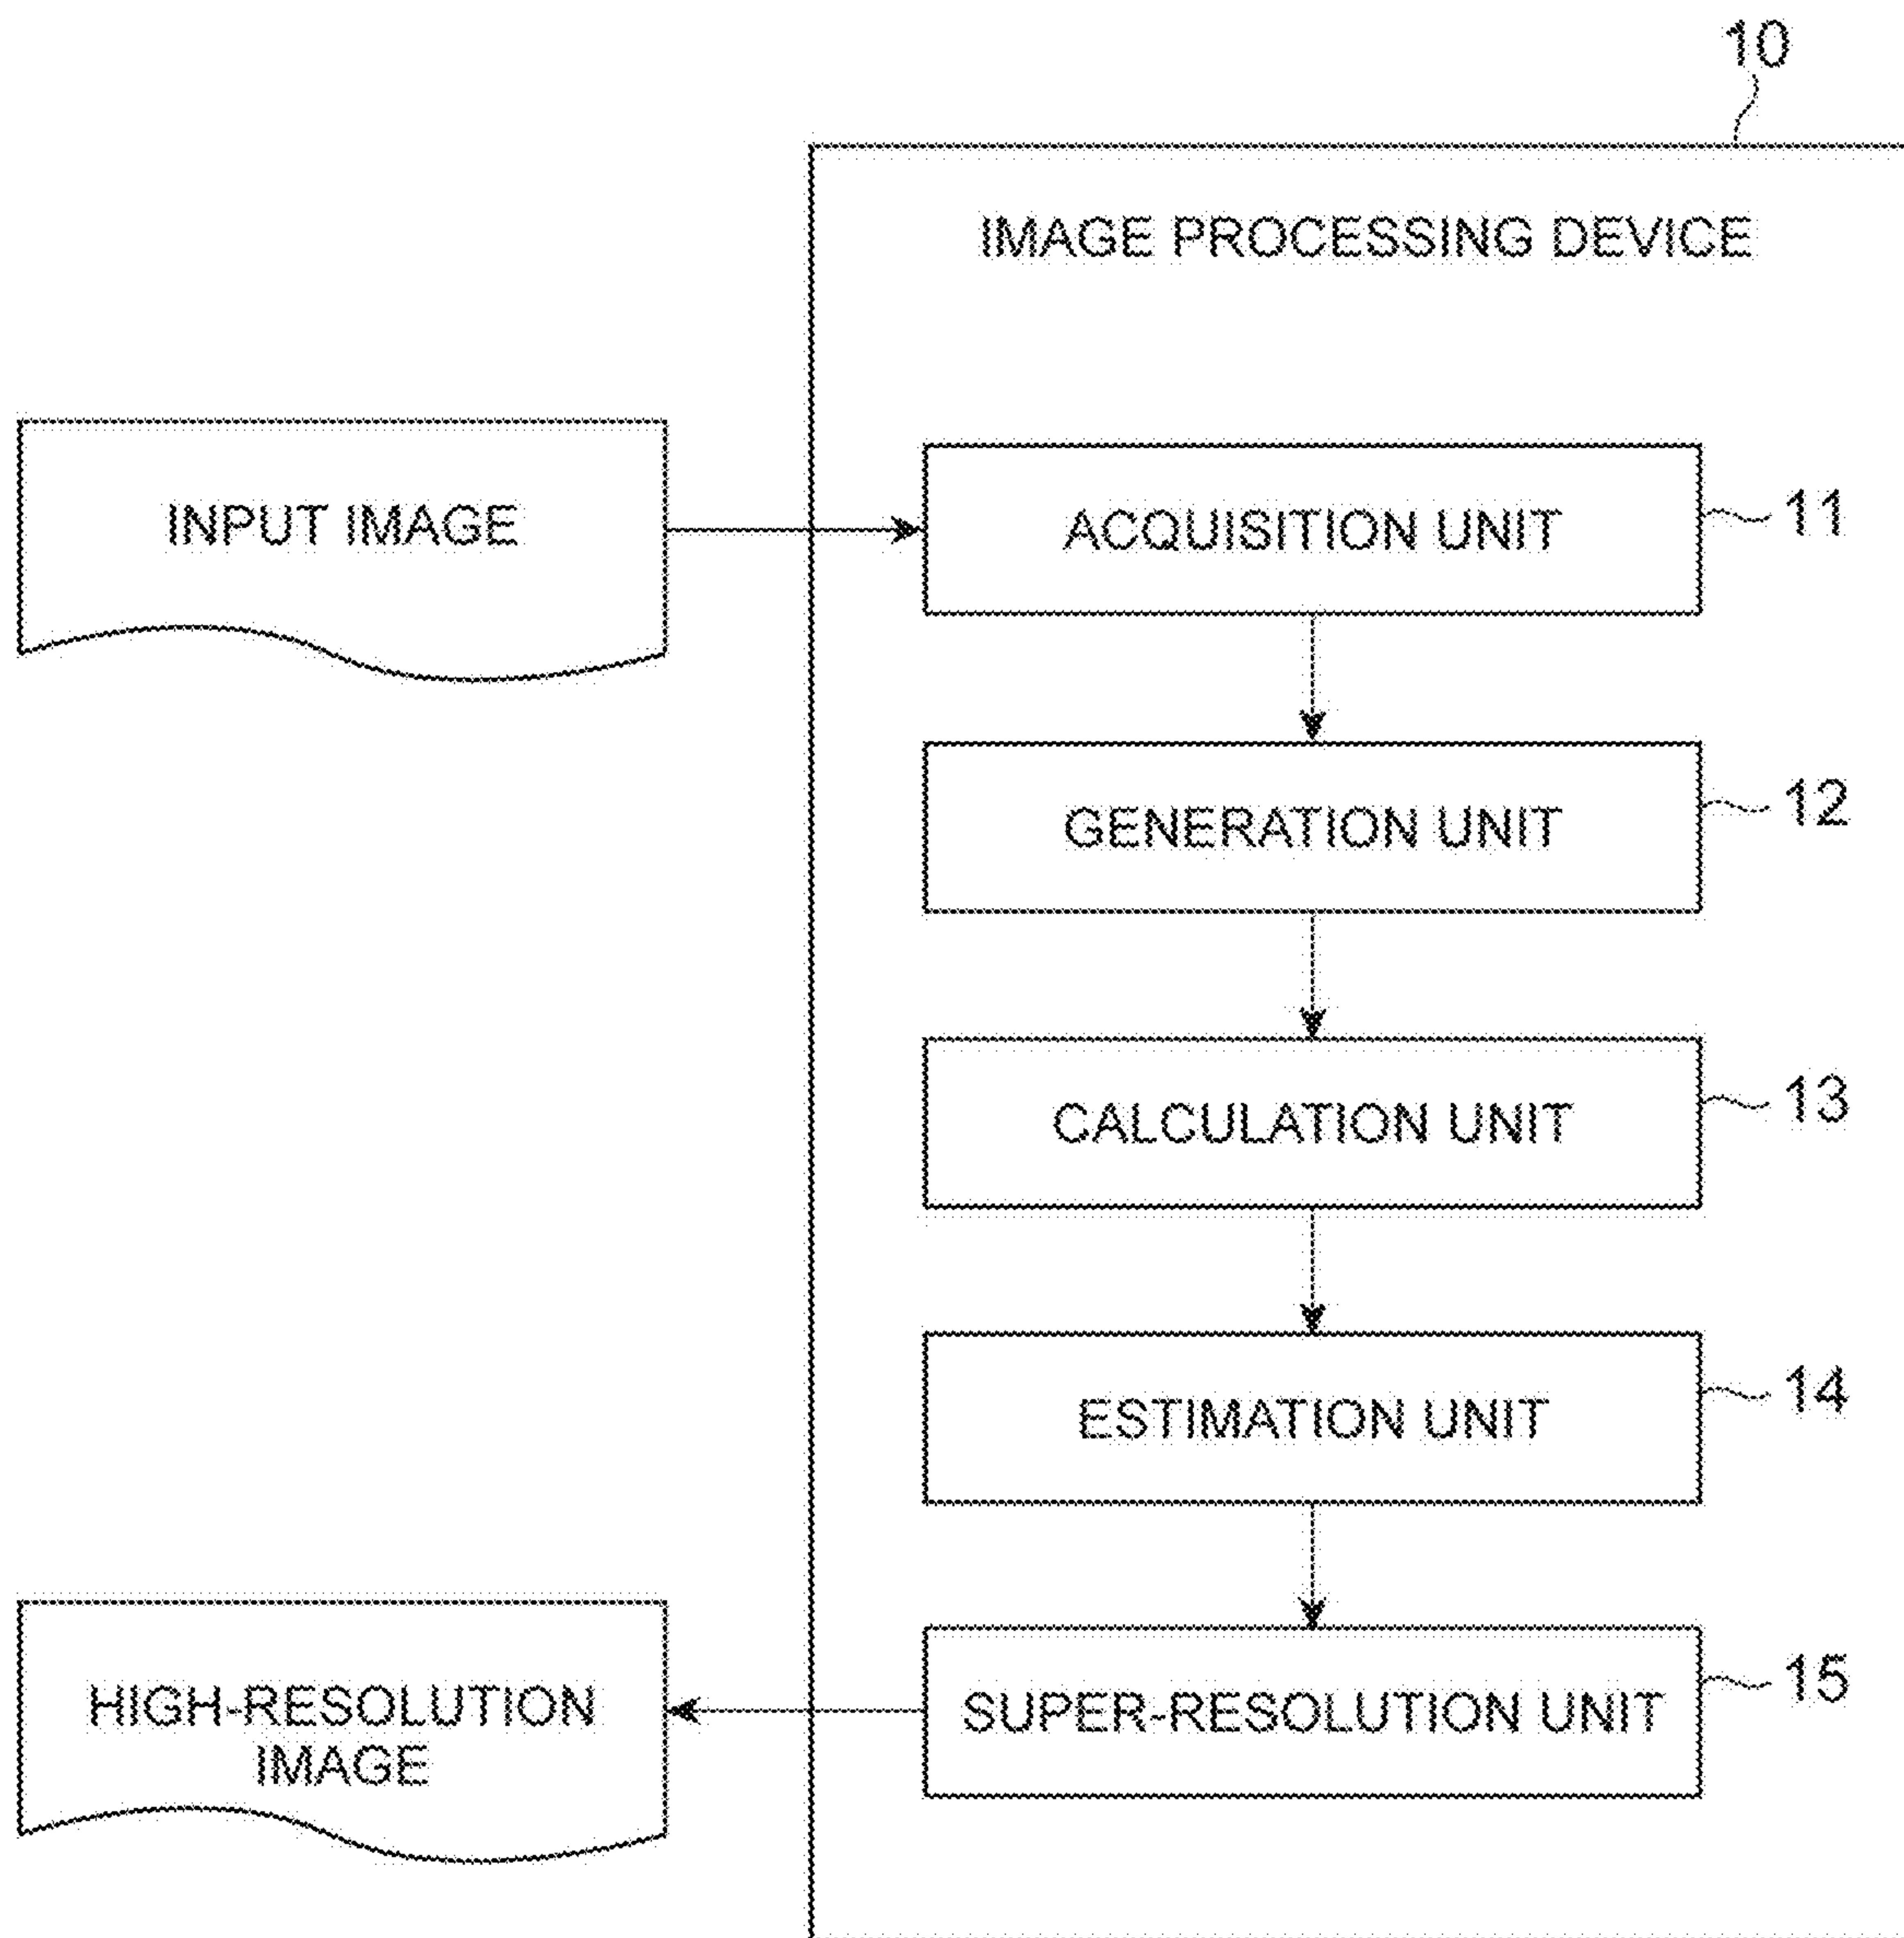 10
IMAGE PROCESSING DEVICE
INPUT IMAGE
ACQUISITION UNIT
11
GENERATION UNIT
12
CALCULATION UNIT
13
ESTIMATION UNIT
14
HIGH-RESOLUTION
IMAGE
SUPER-RESOLUTION UNIT
15